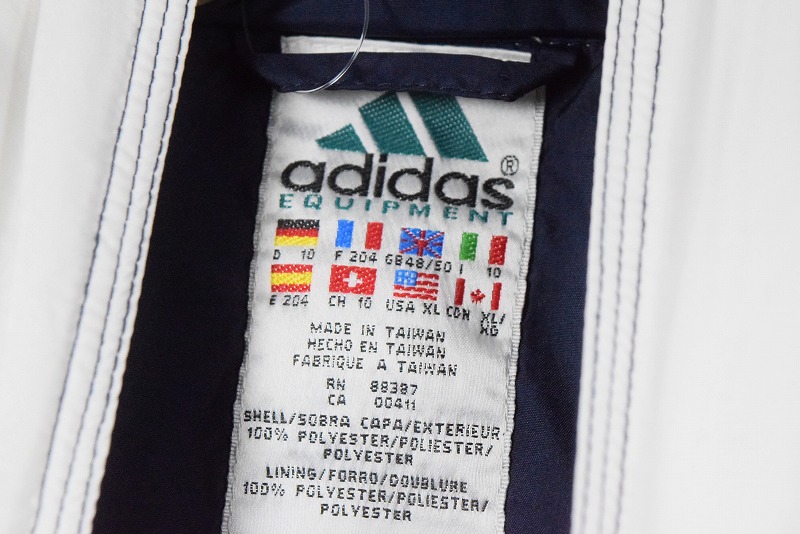 adidas®
EQUIPMENT
D 10 F 204 GB48/50 I 10
E 204 CH 10 USA XL CDN XL/
XG
MADE IN TAIWAN
HECHO EN TAIWAN
FABRIQUE A TAIWAN
RN 88387
CA 00411
SHELL/SOBRA CAPA/EXTERIEUR
100% POLYESTER/POLIESTER/
POLYESTER
LINING/FORRO/DOUBLURE
100% POLYESTER/POLIESTER/
POLYESTER